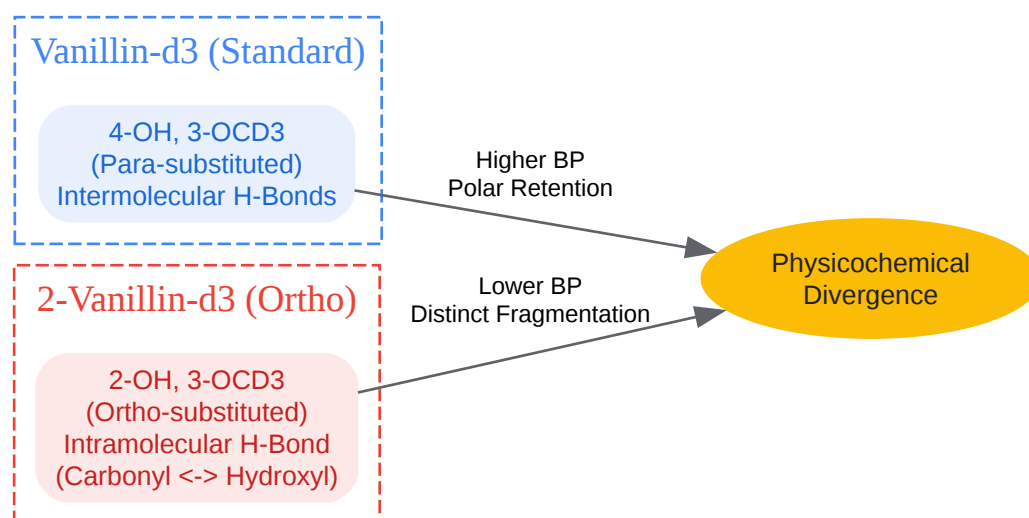 Vanillin-d3 (Standard)
4-OH, 3-OCD3
(Para-substituted)
Intermolecular H-Bonds
Higher BP
Polar Retention
Physicochemical
Divergence
2-Vanillin-d3 (Ortho)
2-OH, 3-OCD3
(Ortho-substituted)
Intramolecular H-Bond
(Carbonyl <-> Hydroxyl)
Lower BP
Distinct Fragmentation